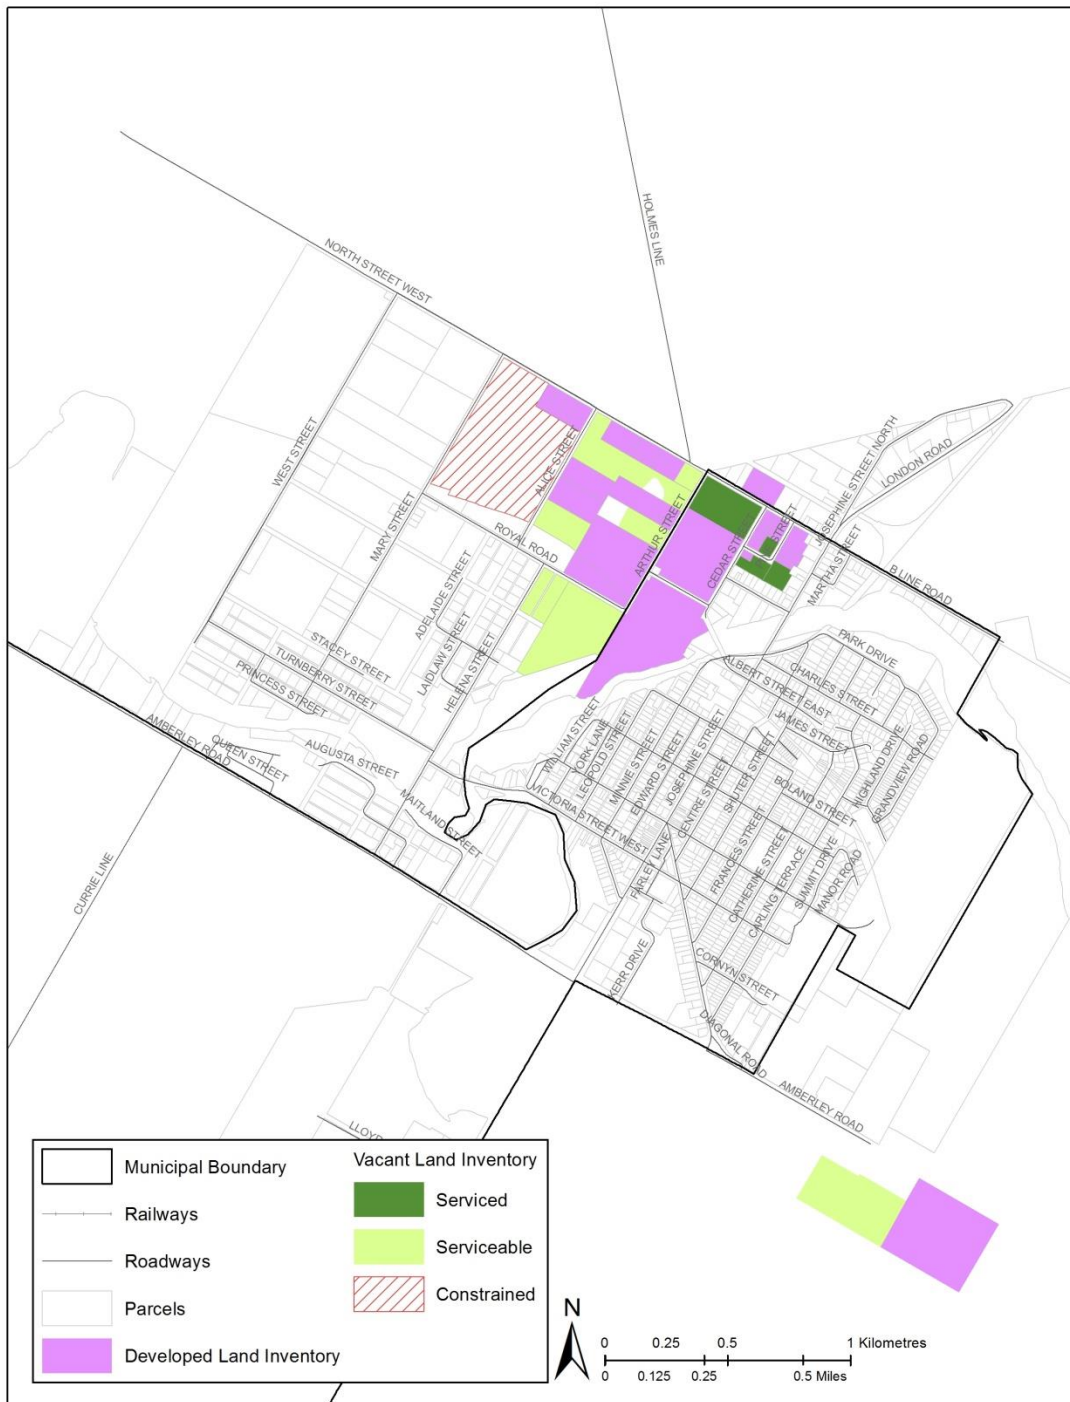 HOLMES LINE
NORTH STREET WEST
WEST STREET
MARY STREET
ALICE STREET
ROYAL ROAD
ARTHUR STREET
JOSEPHINE STREET NORTH
LONDON ROAD
STREET
MARTHA STREET
B LINE ROAD
ADELAIDE STREET
LAIDLAW STREET
HELENA STREET
STACEY STREET
TURNBERRY STREET
PRINCESS STREET
AMBERLEY ROAD
QUEEN STREET
AUGUSTA STREET
MAITLAND STREET
CURRIE LINE
PARK DRIVE
ALBERT STREET EAST
CHARLES STREET
JAMES STREET
HIGHLAND DRIVE
GRANDVIEW ROAD
WILLIAM STREET
YORK LANE
LEOPOLD STREET
MINNIE STREET
EDWARD STREET
JOSEPHINE STREET
CENTRE STREET
SHUTER STREET
BOLAND STREET
VICTORIA STREET WEST
FRANCES STREET
CATHERINE STREET
CARLING TERRACE
SUMMIT DRIVE
MANOR ROAD
FARLEY LANE
KERR DRIVE
CORNYN STREET
DIAGONAL ROAD
AMBERLEY ROAD
Municipal Boundary
Railways
Roadways
Parcels
Developed Land Inventory
Vacant Land Inventory
Serviced
Serviceable
Constrained
N
0 0.25 0.5 1 Kilometres
0 0.125 0.25 0.5 Miles